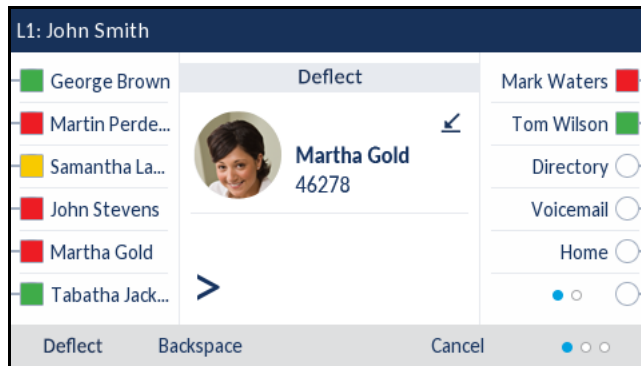 L1: John Smith
George Brown
Martin Perde...
Samantha La...
John Stevens
Martha Gold
Tabatha Jack...
Deflect
Martha Gold
46278
>
Mark Waters
Tom Wilson
Directory
Voicemail
Home
Deflect Backspace Cancel